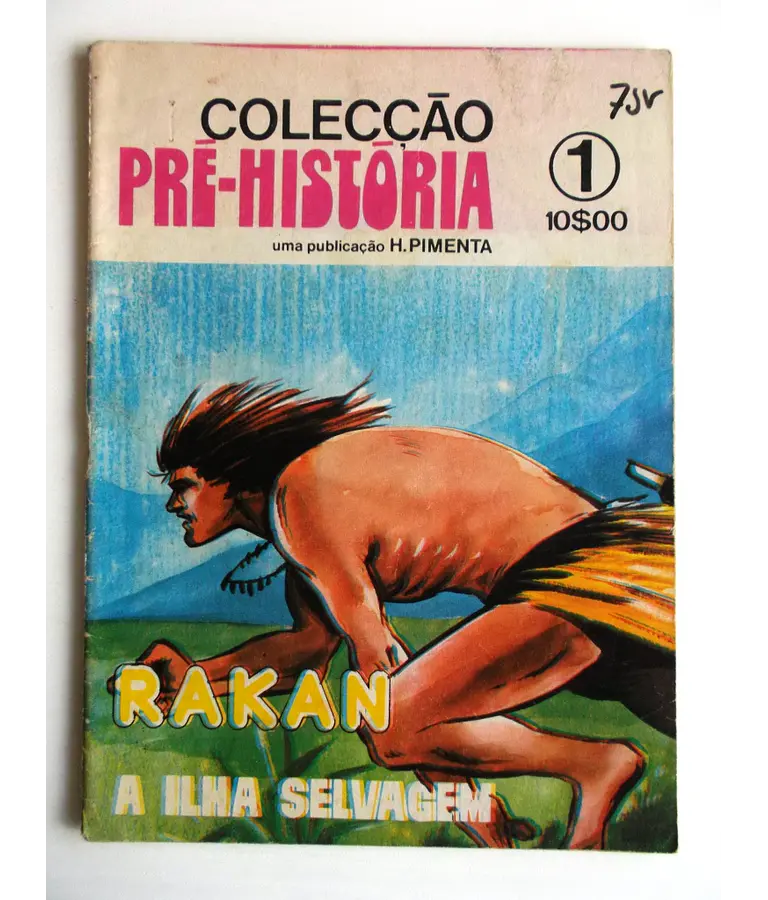 COLECÇÃO
PRÉ-HISTÓRIA
uma publicação H. PIMENTA
1
10$00
RAKAN
A ILHA SELVAGEM